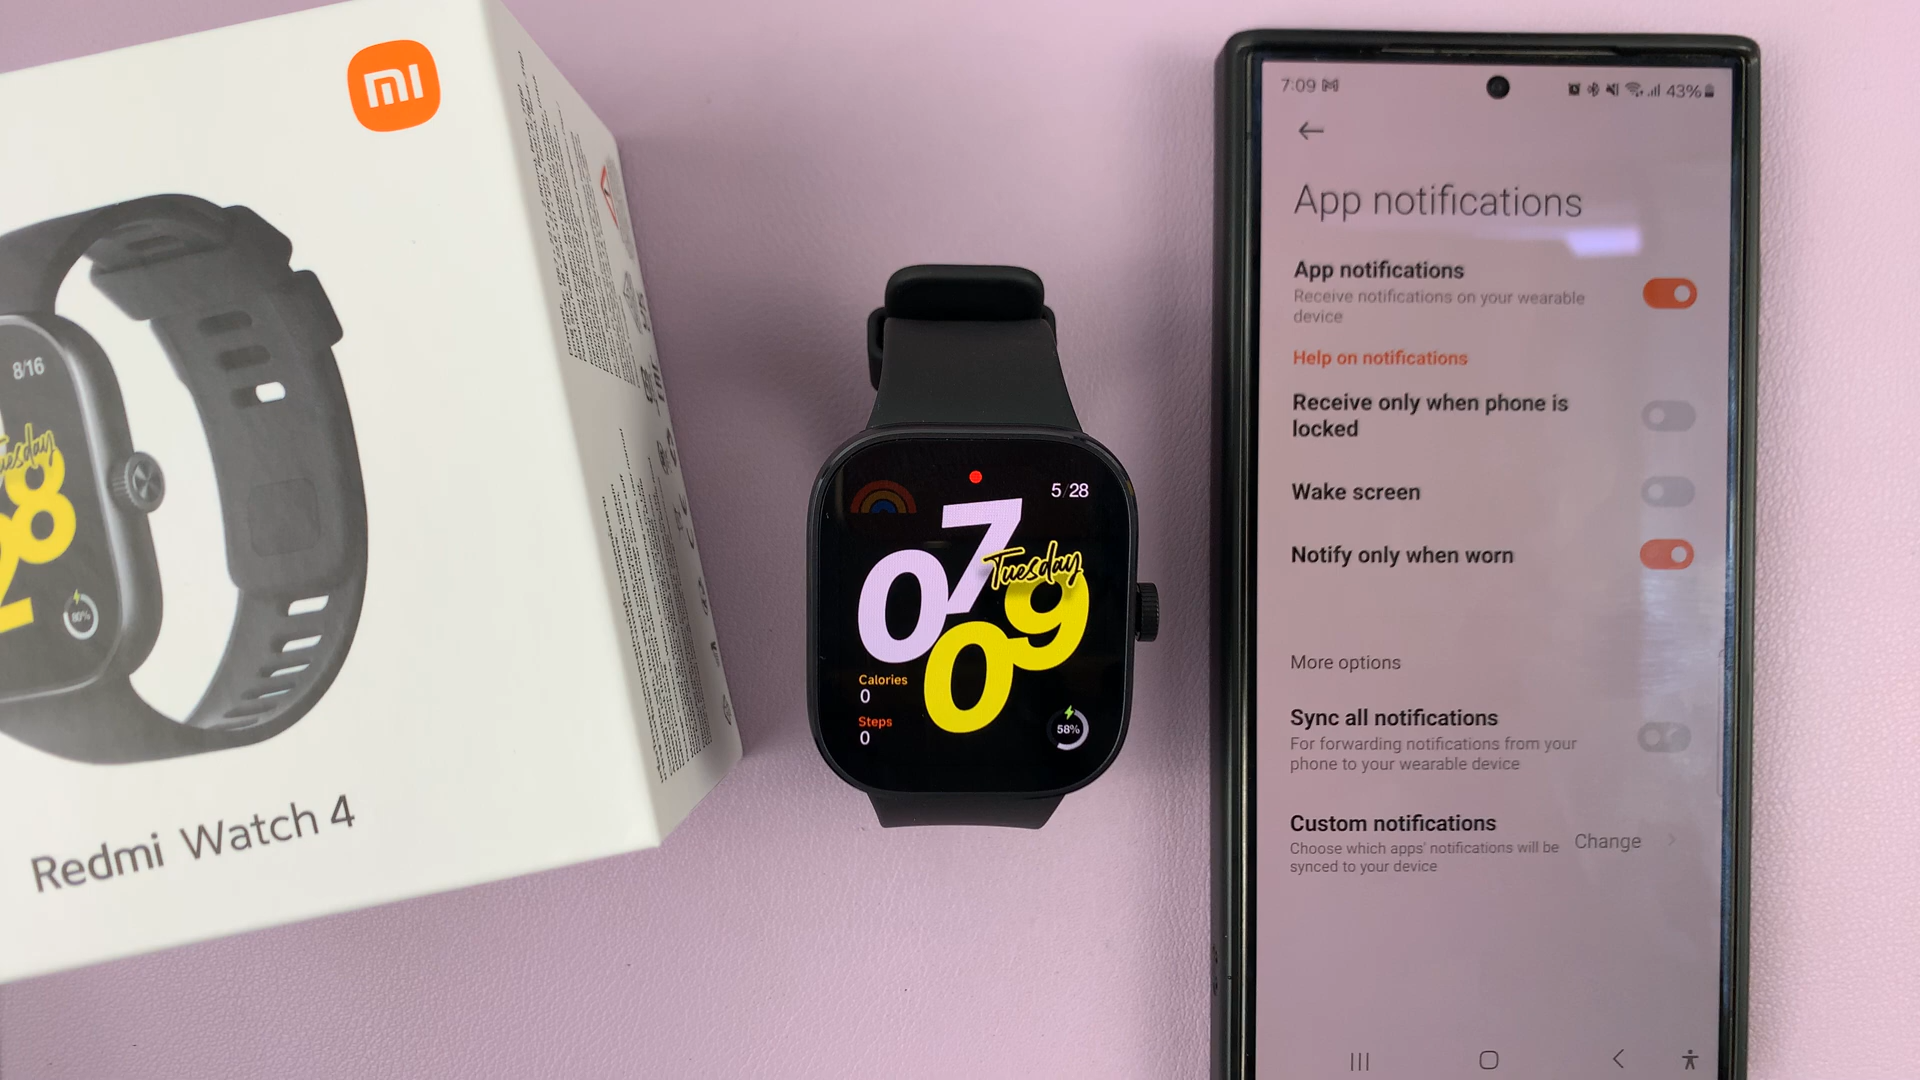 mi
8/16
Tuesday
28
80%
Redmi Watch 4
5/28
07
Tuesday
09
Calories
0
Steps
0
58%
7:09
43%
App notifications
App notifications
Receive notifications on your wearable
device
Help on notifications
Receive only when phone is
locked
Wake screen
Notify only when worn
More options
Sync all notifications
For forwarding notifications from your
phone to your wearable device
Custom notifications
Choose which apps' notifications will be
synced to your device
Change